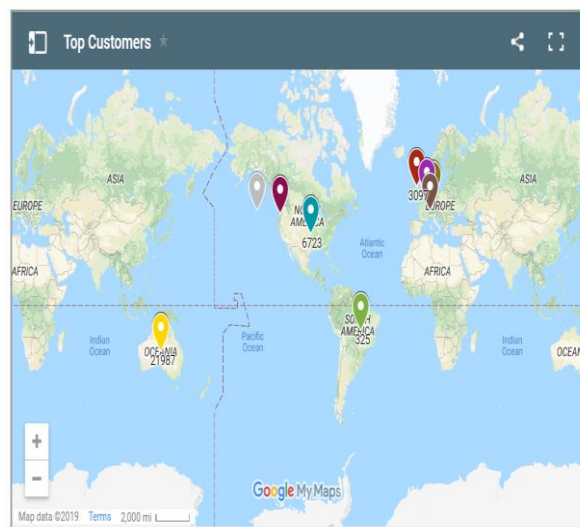 Top Customers
ASIA
EUROPE
AFRICA
Indian
Ocean
OCEANIA
21987
Pacific
Ocean
NORTH
AMERICA
6723
Atlantic
Ocean
SOUTH
AMERICA
325
3097
EUROPE
ASIA
AFRICA
Indian
Ocean
OCEAN
+
−
Google My Maps
Map data ©2019 Terms 2,000 mi